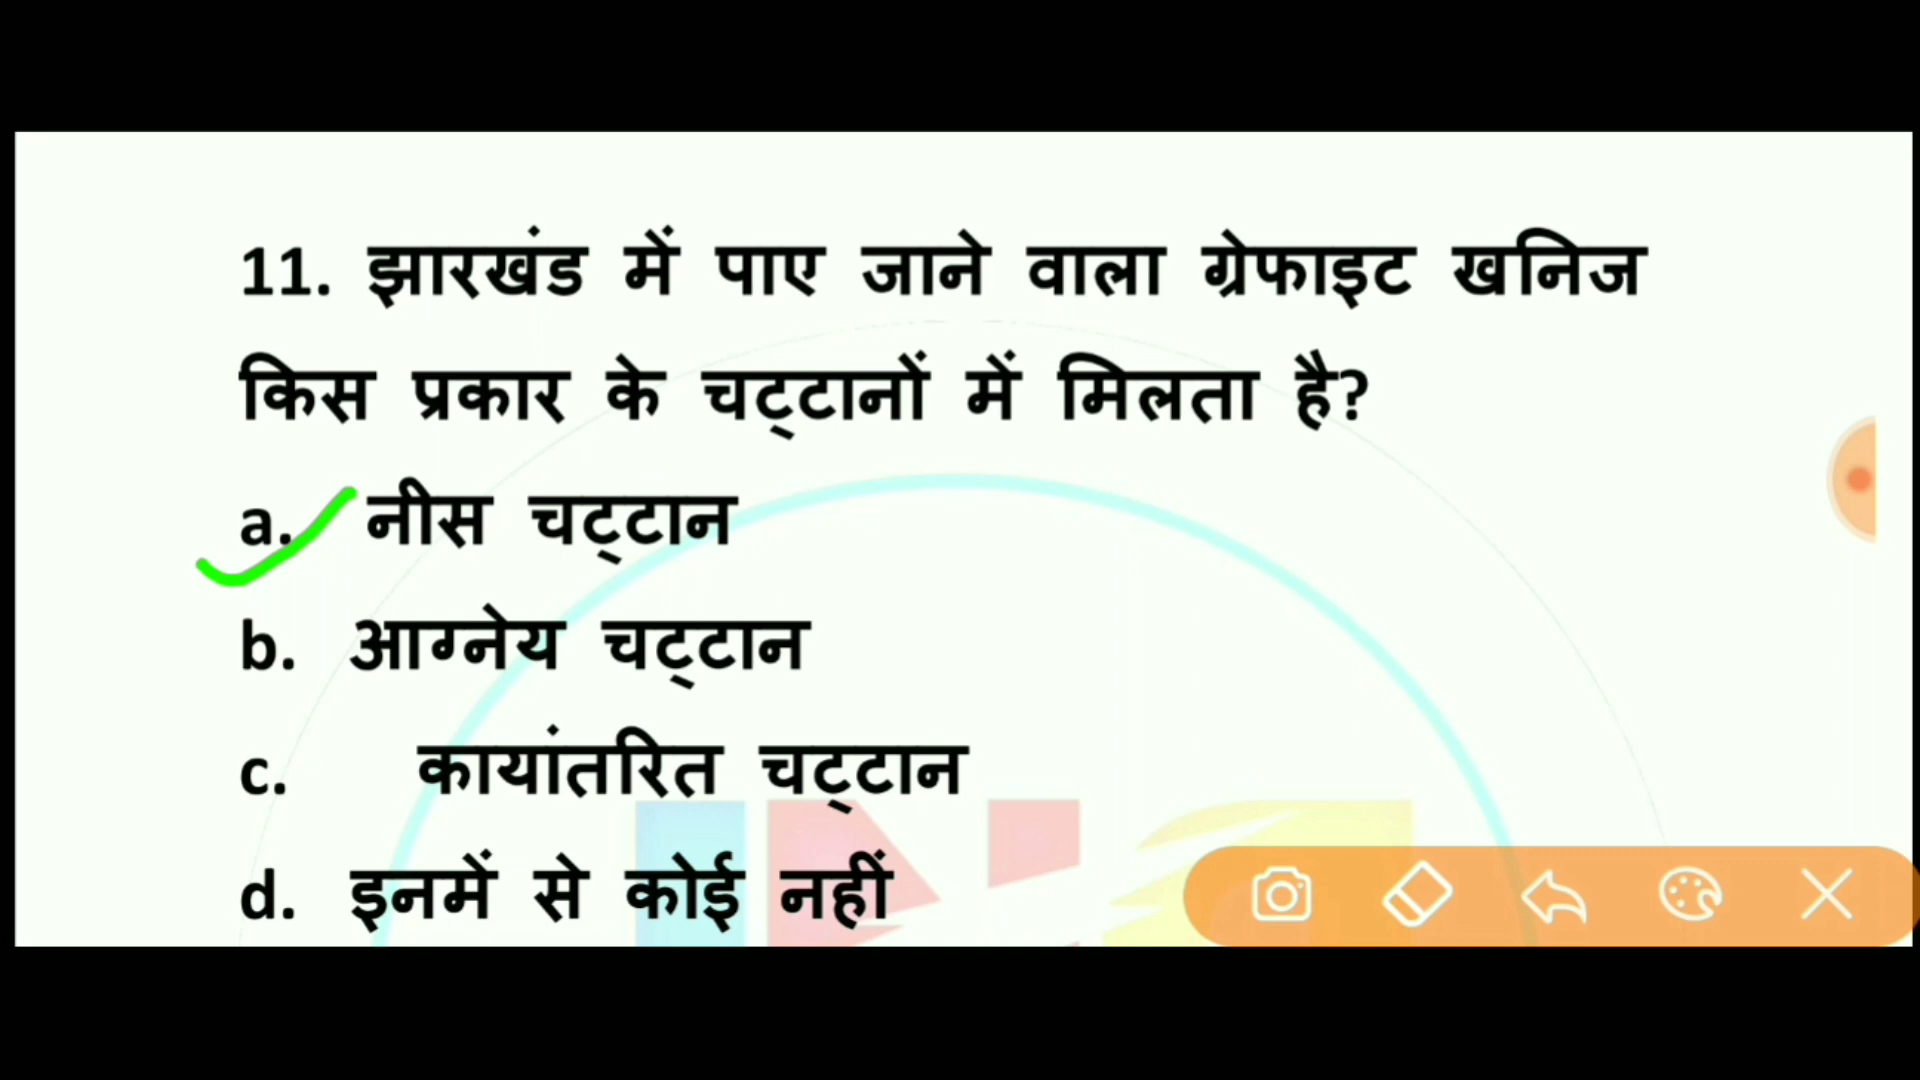 11. झारखंड में पाए जाने वाला ग्रेफाइट खनिज
किस प्रकार के चट्टानों में मिलता है?
a. नीस चट्टान
b. आग्नेय चट्टान
c. कायांतरित चट्टान
d. इनमें से कोई नहीं